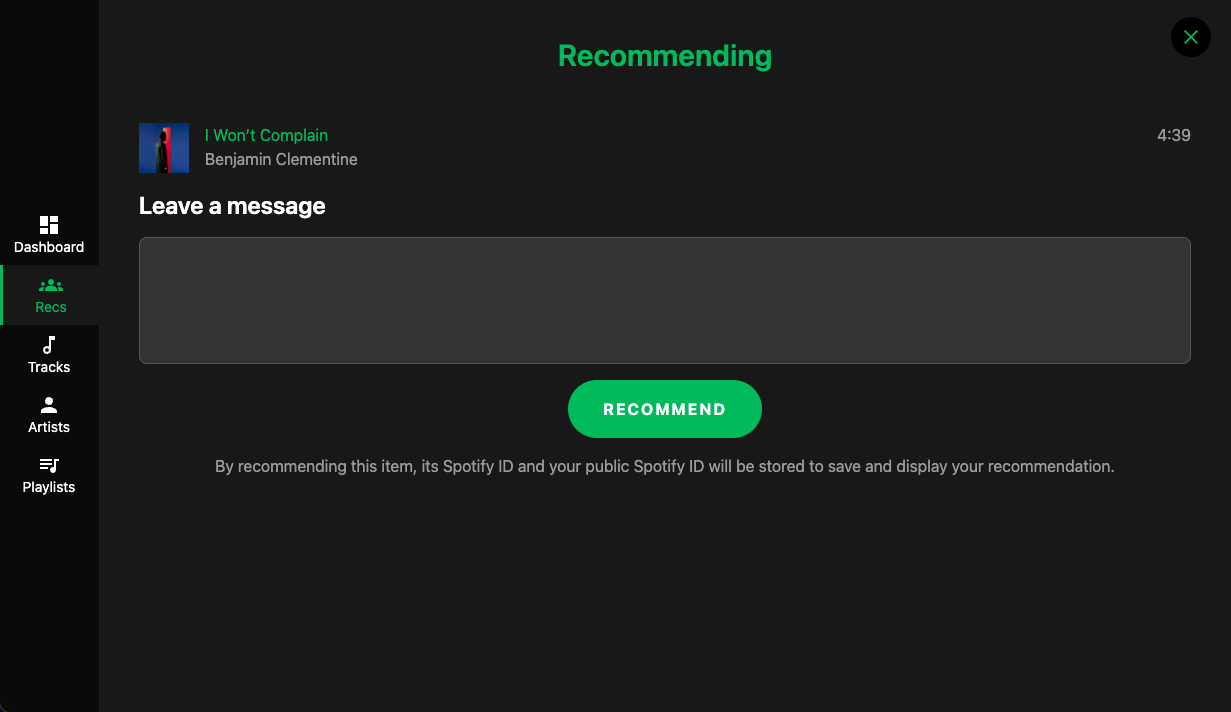 Recommending
I Won't Complain
4:39
Benjamin Clementine
Leave a message
Dashboard
Recs
Tracks
Artists
Playlists
RECOMMEND
By recommending this item, its Spotify ID and your public Spotify ID will be stored to save and display your recommendation.